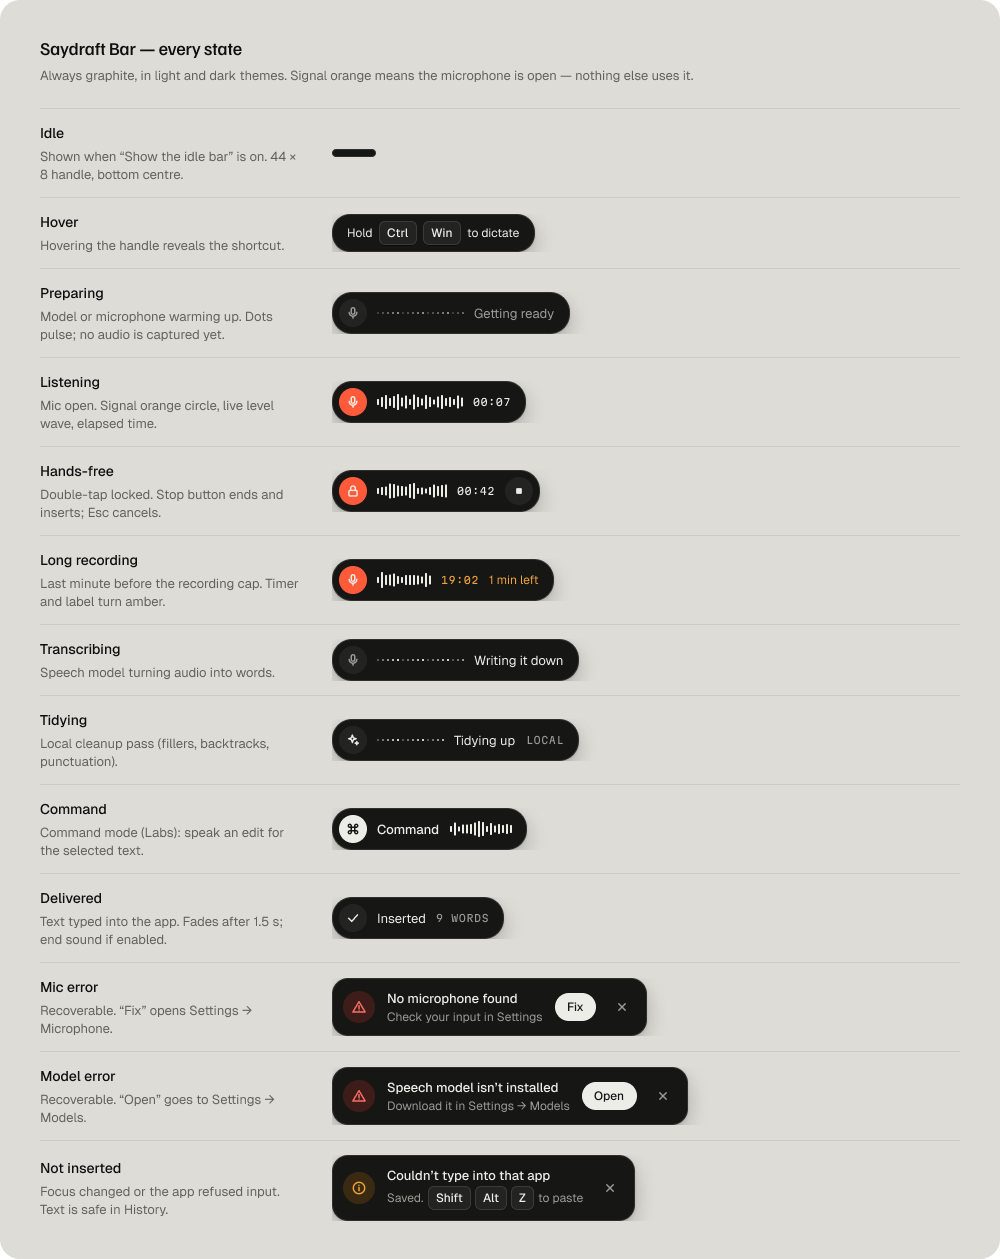 Saydraft Bar — every state
Always graphite, in light and dark themes. Signal orange means the microphone is open — nothing else uses it.
Idle
Shown when “Show the idle bar” is on. 44 ×
8 handle, bottom centre.
Hover
Hovering the handle reveals the shortcut.
Hold Ctrl Win to dictate
Preparing
Model or microphone warming up. Dots
pulse; no audio is captured yet.
Getting ready
Listening
Mic open. Signal orange circle, live level
wave, elapsed time.
00:07
Hands-free
Double-tap locked. Stop button ends and
inserts; Esc cancels.
00:42
Long recording
Last minute before the recording cap. Timer
and label turn amber.
19:02 1 min left
Transcribing
Speech model turning audio into words.
Writing it down
Tidying
Local cleanup pass (fillers, backtracks,
punctuation).
Tidying up LOCAL
Command
Command mode (Labs): speak an edit for
the selected text.
⌘ Command
Delivered
Text typed into the app. Fades after 1.5 s;
end sound if enabled.
Inserted 9 WORDS
Mic error
Recoverable. “Fix” opens Settings →
Microphone.
No microphone found
Check your input in Settings
Fix
Model error
Recoverable. “Open” goes to Settings →
Models.
Speech model isn’t installed
Download it in Settings → Models
Open
Not inserted
Focus changed or the app refused input.
Text is safe in History.
Couldn’t type into that app
Saved. Shift Alt Z to paste